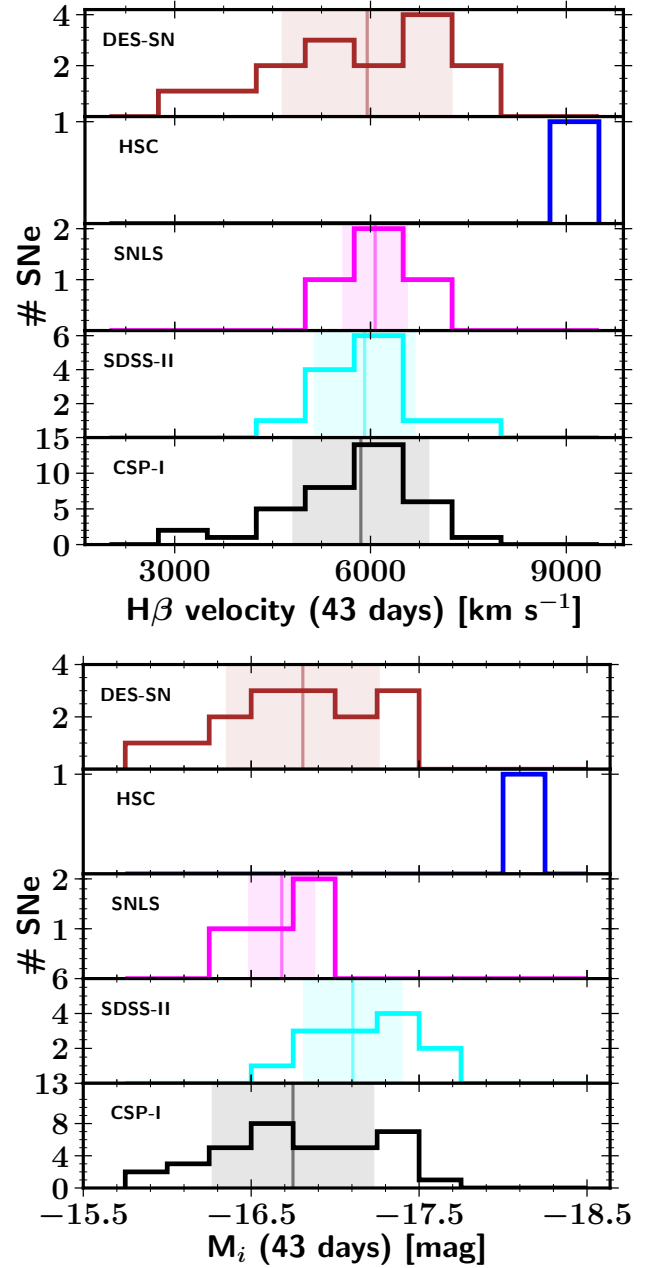 4
DES-SN
2
1
1
HSC
2
SNLS
1
# SNe
6
SDSS-II
4
2
15
CSP-I
10
5
0
3000 6000 9000
Hβ velocity (43 days) [km s⁻¹]
4
DES-SN
2
1
HSC
2
SNLS
1
# SNe
6
SDSS-II
4
2
13
CSP-I
8
4
0
−15.5 −16.5 −17.5 −18.5
Mᵢ (43 days) [mag]